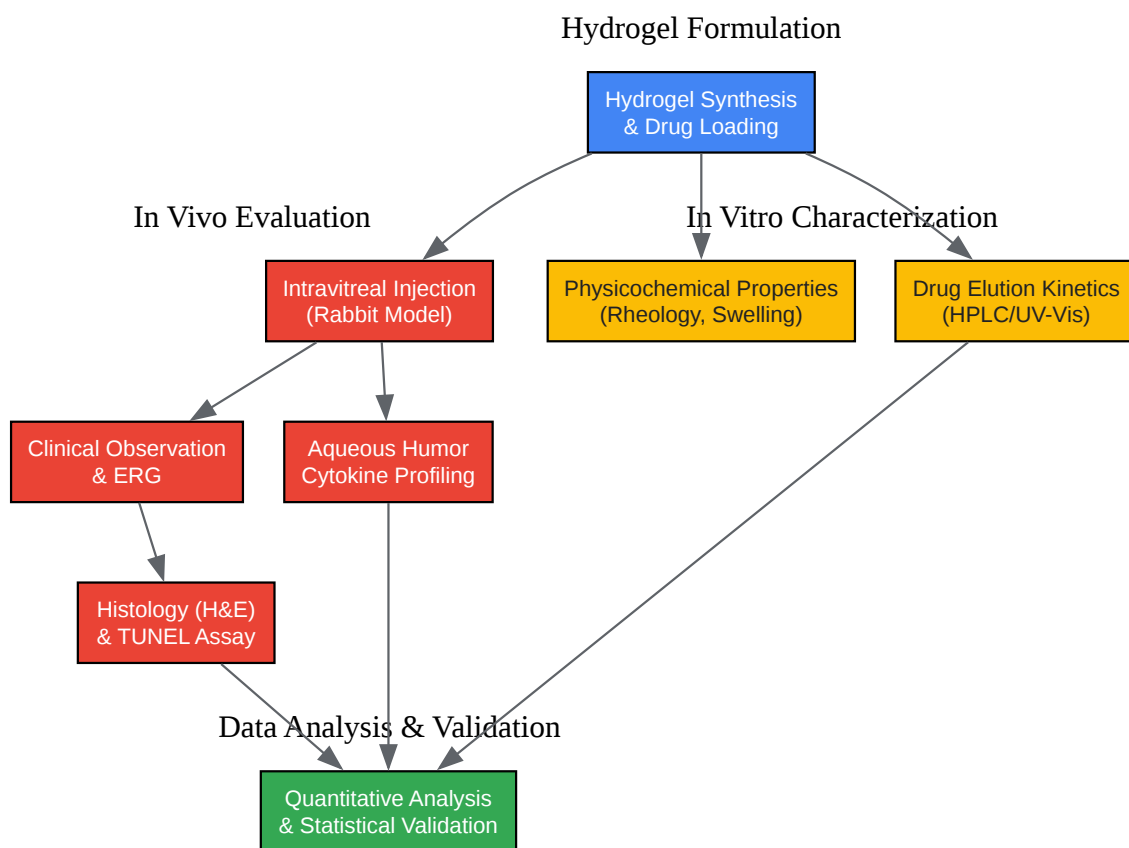 Hydrogel Formulation
Hydrogel Synthesis
& Drug Loading
In Vivo Evaluation
In Vitro Characterization
Intravitreal Injection
(Rabbit Model)
Physicochemical Properties
(Rheology, Swelling)
Drug Elution Kinetics
(HPLC/UV-Vis)
Clinical Observation
& ERG
Aqueous Humor
Cytokine Profiling
Histology (H&E)
& TUNEL Assay
Data Analysis & Validation
Quantitative Analysis
& Statistical Validation